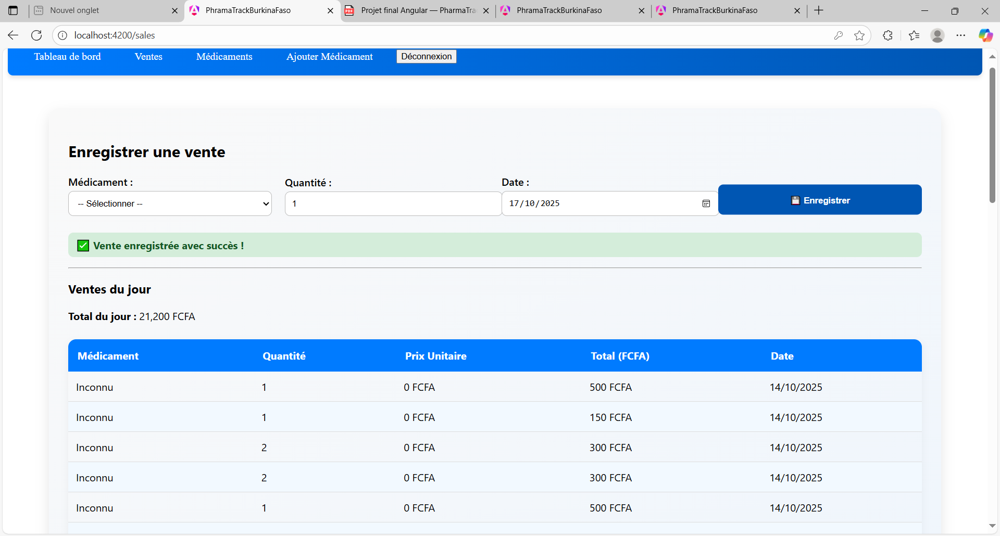 Nouvel onglet
PhramaTrackBurkinaFaso
Projet final Angular — PharmaTra
PhramaTrackBurkinaFaso
PhramaTrackBurkinaFaso
localhost:4200/sales
Tableau de bord
Ventes
Médicaments
Ajouter Médicament
Déconnexion
Enregistrer une vente
Médicament :
Quantité :
Date :
-- Sélectionner --
1
17/10/2025
💾 Enregistrer
✅ Vente enregistrée avec succès !
Ventes du jour
Total du jour : 21,200 FCFA
Médicament Quantité Prix Unitaire Total (FCFA) Date
Inconnu 1 0 FCFA 500 FCFA 14/10/2025
Inconnu 1 0 FCFA 150 FCFA 14/10/2025
Inconnu 2 0 FCFA 300 FCFA 14/10/2025
Inconnu 2 0 FCFA 300 FCFA 14/10/2025
Inconnu 1 0 FCFA 500 FCFA 14/10/2025